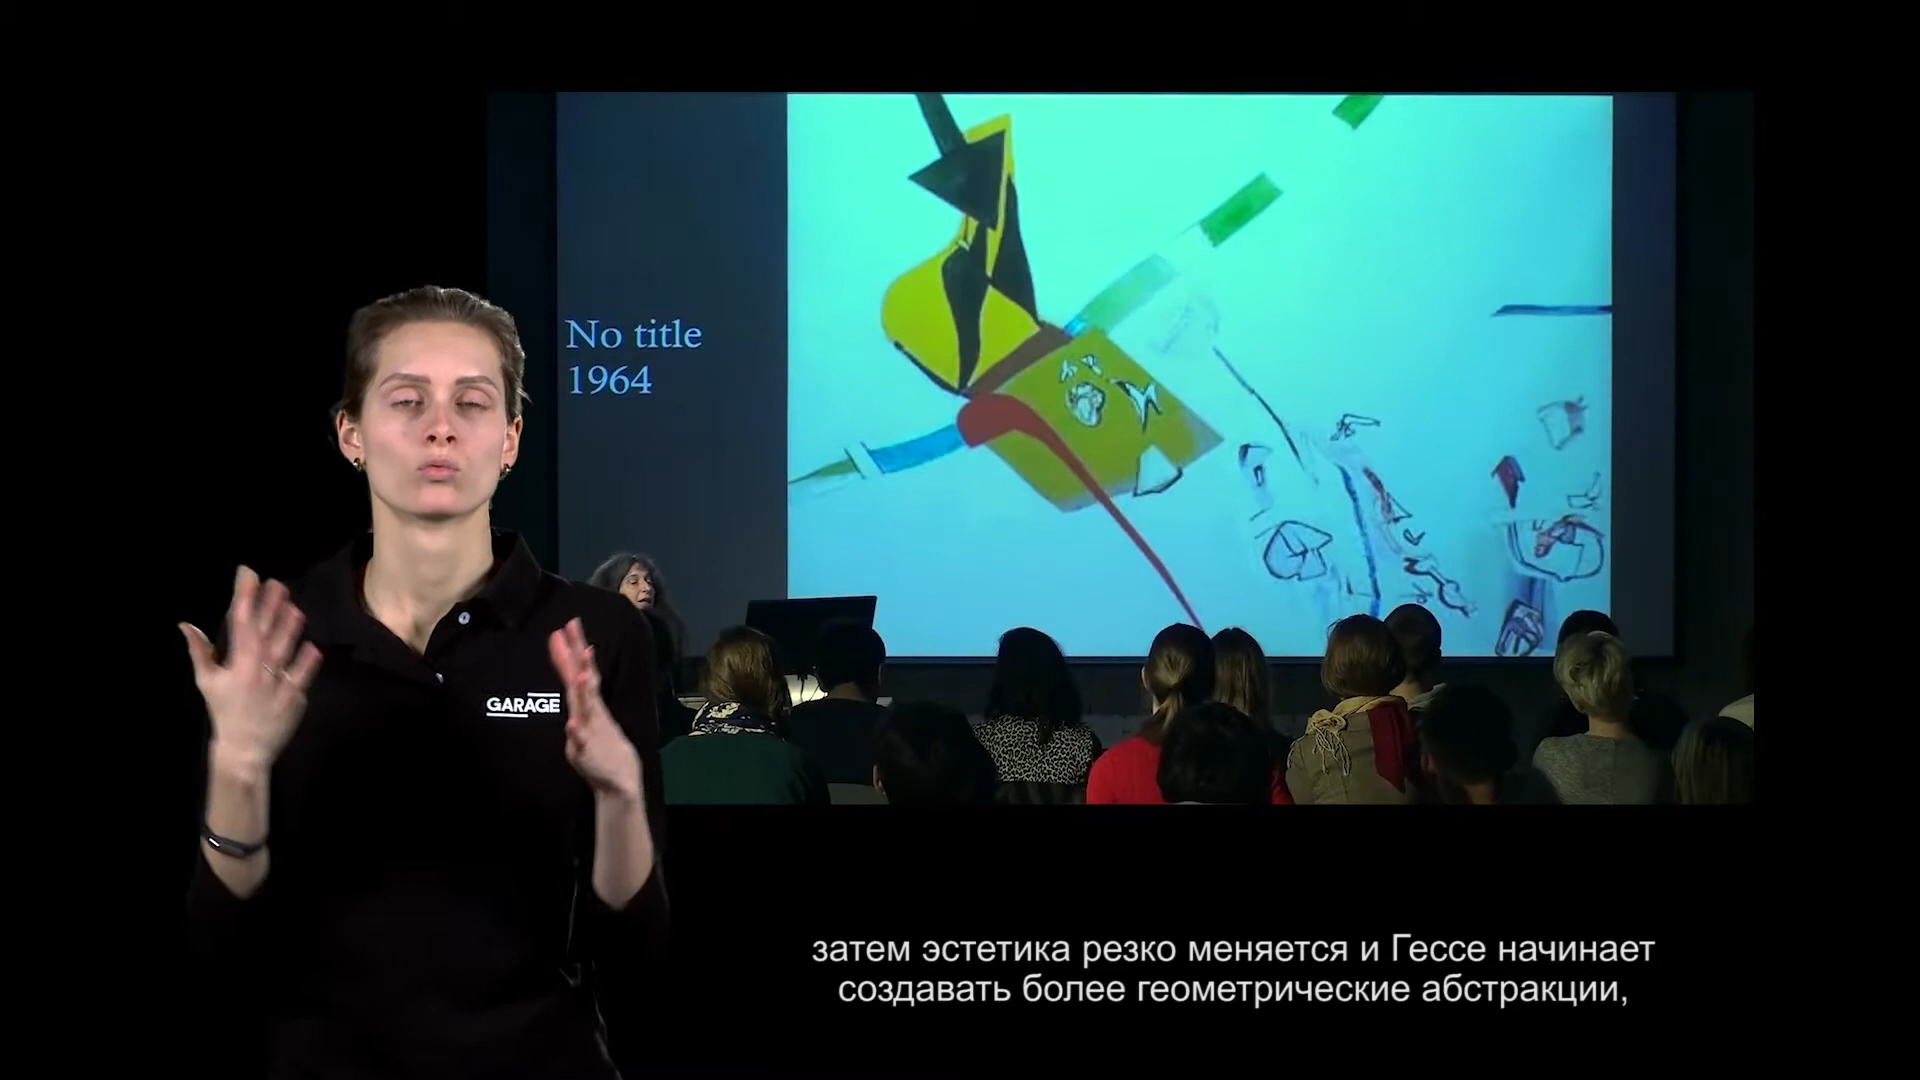 No title
1964
GARAGE
затем эстетика резко меняется и Гессе начинает
создавать более геометрические абстракции,